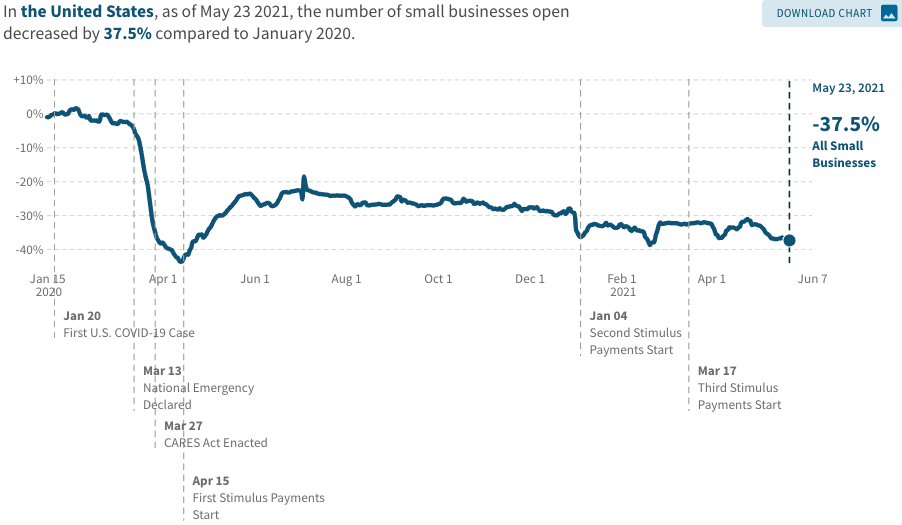 In the United States, as of May 23 2021, the number of small businesses open
decreased by 37.5% compared to January 2020.
DOWNLOAD CHART
+10%
0%
-10%
-20%
-30%
-40%
May 23, 2021
-37.5%
All Small
Businesses
Jan 15
2020
Apr 1
Jun 1
Aug 1
Oct 1
Dec 1
Feb 1
2021
Apr 1
Jun 7
Jan 20
First U.S. COVID-19 Case
Jan 04
Second Stimulus
Payments Start
Mar 13
National Emergency
Declared
Mar 17
Third Stimulus
Payments Start
Mar 27
CARES Act Enacted
Apr 15
First Stimulus Payments
Start